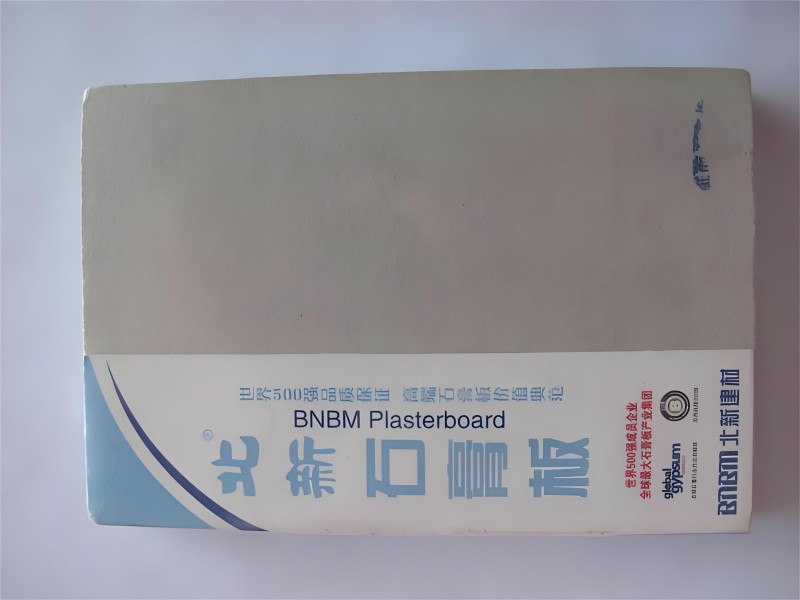 世界500强品质保证 高端石膏板价值典范
BNBM Plasterboard
北新石膏板
®
世界500强成员企业
全球最大石膏板产业集团
global
gypsum
BNBM 北新建材